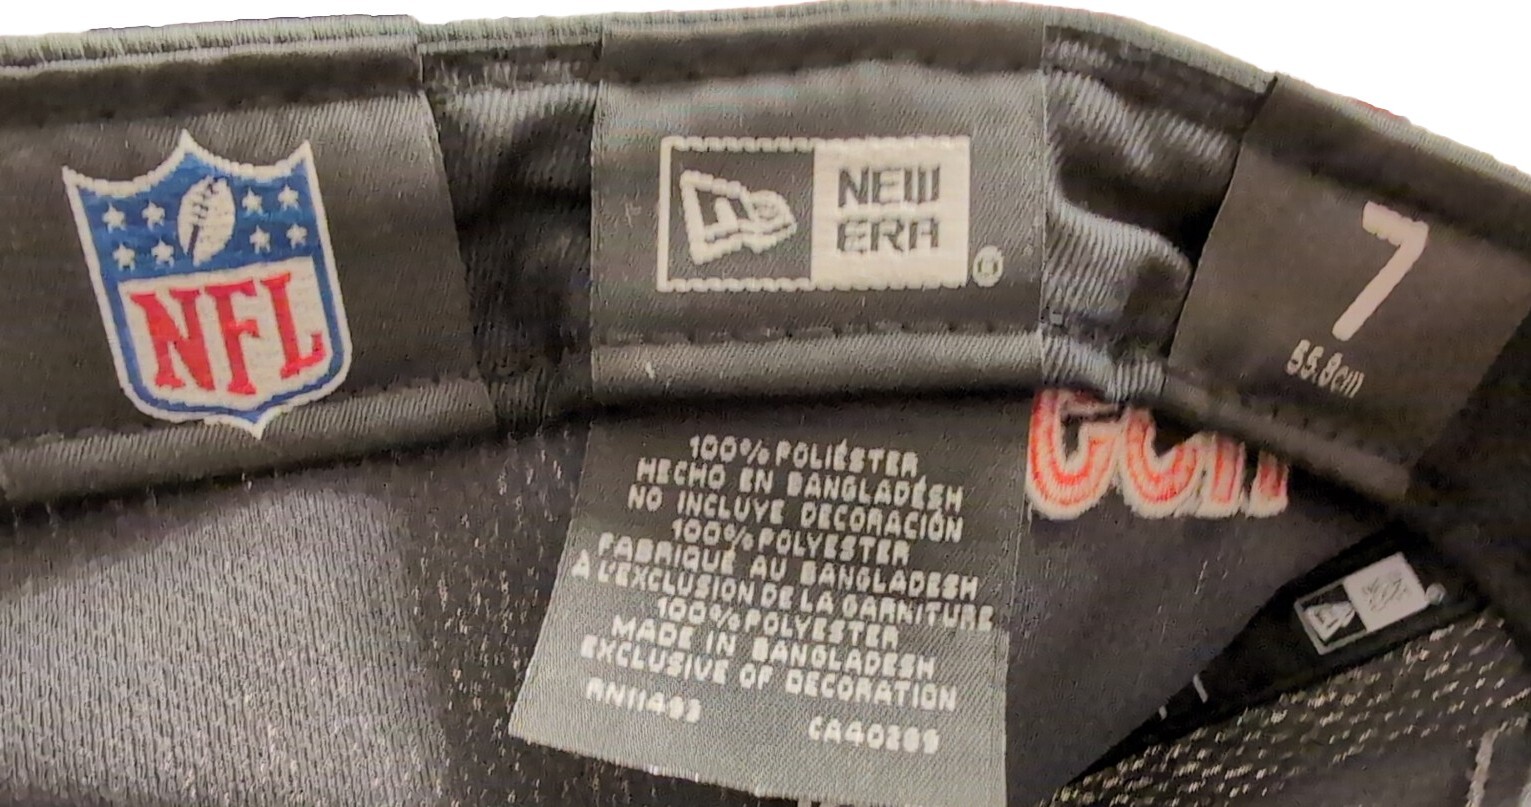 NFL
NEW
ERA
®
7
55.8cm
100% POLIÉSTER
HECHO EN BANGLADÉSH
NO INCLUYE DECORACIÓN
100% POLYESTER
FABRIQUÉ AU BANGLADESH
À L'EXCLUSION DE LA GARNITURE
100% POLYESTER
MADE IN BANGLADESH
EXCLUSIVE OF DECORATION
RN11493
CA40289